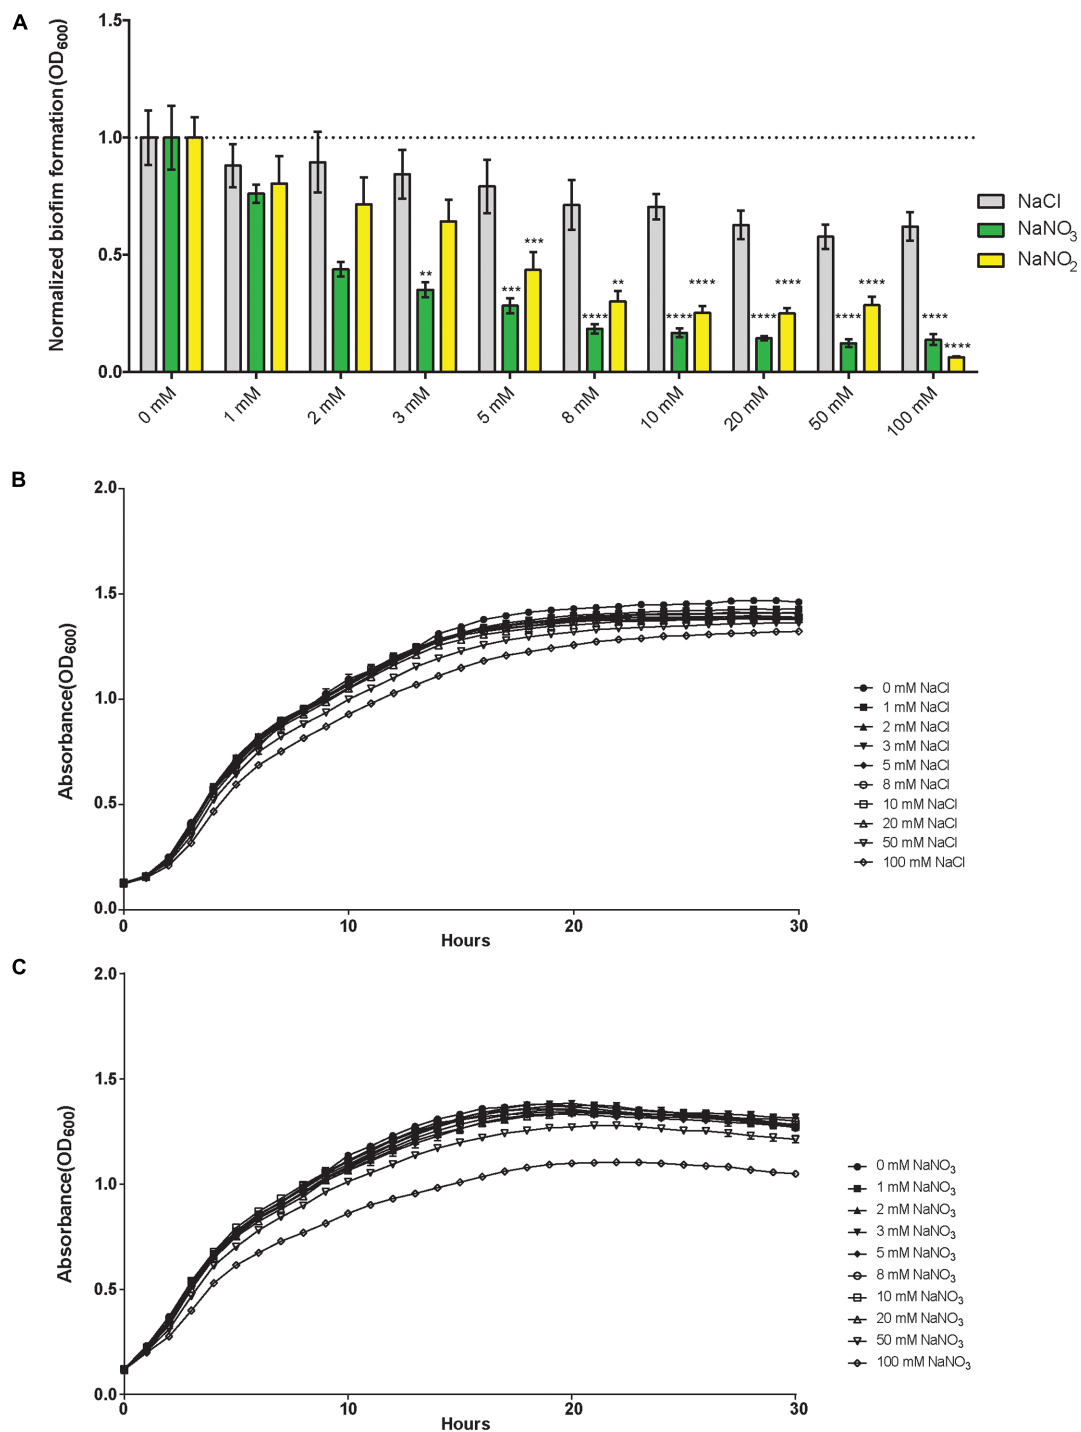 A
Normalized biofim formation (OD600)
1.5
1.0
0.5
0.0
** *** *** **** ** **** **** **** **** **** **** **** ****
0 mM 1 mM 2 mM 3 mM 5 mM 8 mM 10 mM 20 mM 50 mM 100 mM
NaCl
NaNO3
NaNO2
B
Absorbance(OD600)
2.0
1.5
1.0
0.5
0.0
0 10 20 30
Hours
0 mM NaCl
1 mM NaCl
2 mM NaCl
3 mM NaCl
5 mM NaCl
8 mM NaCl
10 mM NaCl
20 mM NaCl
50 mM NaCl
100 mM NaCl
C
Absorbance(OD600)
2.0
1.5
1.0
0.5
0.0
0 10 20 30
Hours
0 mM NaNO3
1 mM NaNO3
2 mM NaNO3
3 mM NaNO3
5 mM NaNO3
8 mM NaNO3
10 mM NaNO3
20 mM NaNO3
50 mM NaNO3
100 mM NaNO3